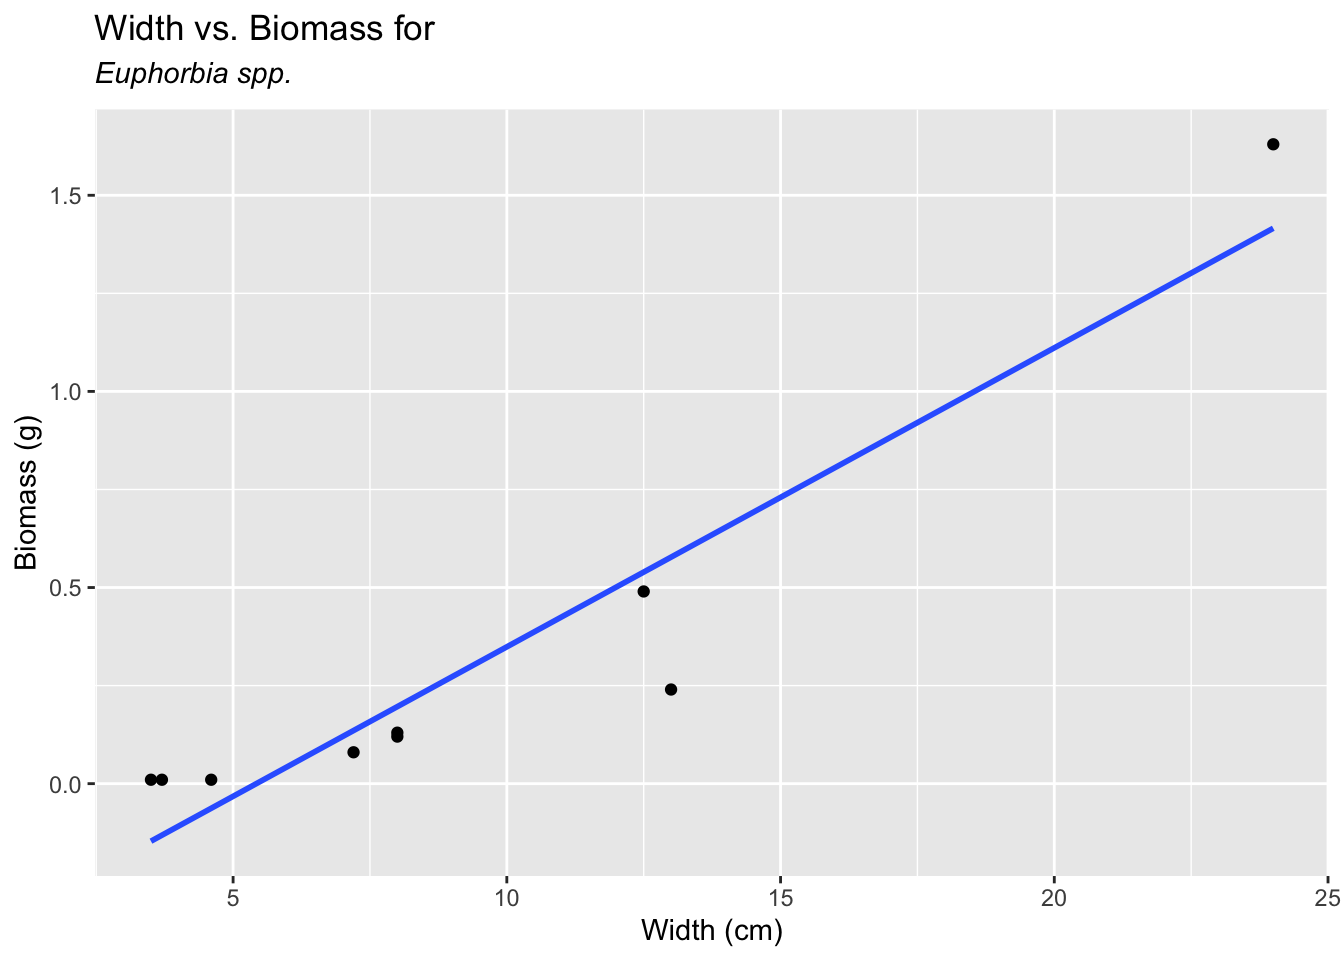 Width vs. Biomass for
Euphorbia spp.
1.5
1.0
0.5
0.0
Biomass (g)
5 10 15 20 25
Width (cm)